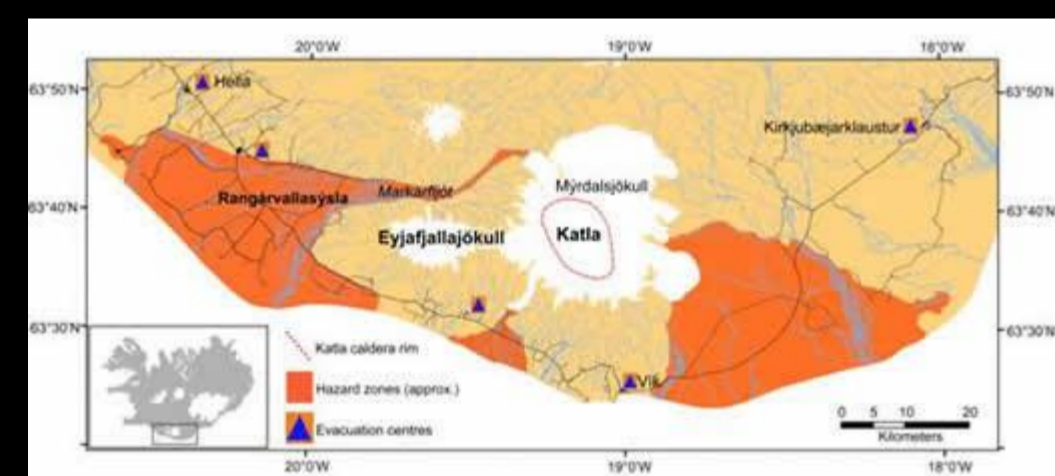 20°0'W
19°0'W
18°0'W
63°50'N
Hella
63°50'N
Kirkjubæjarklaustur
Markarfljót
Mýrdalsjökull
Rangárvallasýsla
63°40'N
63°40'N
Eyjafjallajökull
Katla
63°30'N
63°30'N
Katla caldera rim
Hazard zones (approx.)
Vík
Evacuation centres
0 5 10 20
Kilometers
20°0'W
19°0'W
18°0'W